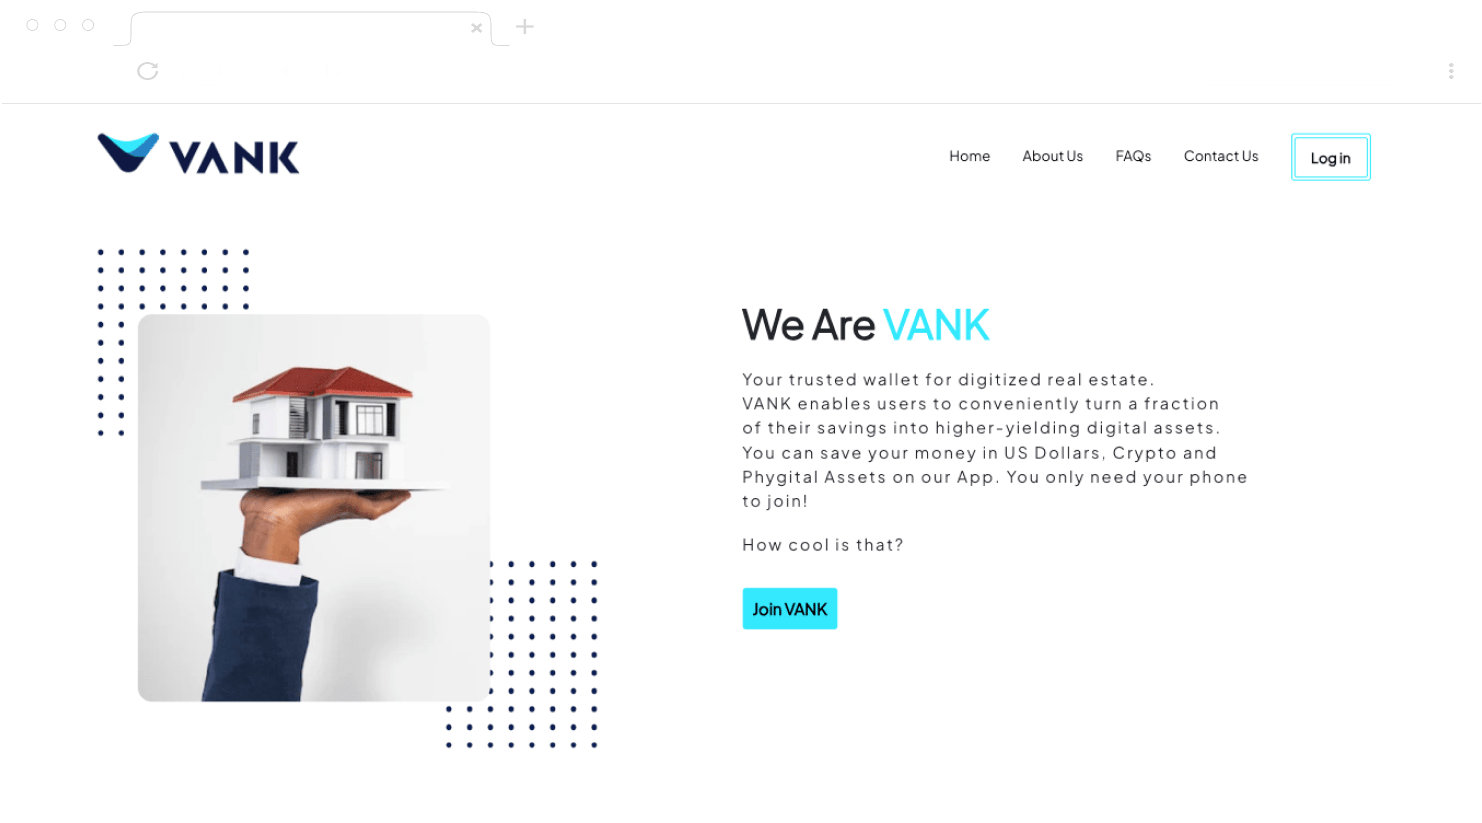 VANK
Home
About Us
FAQs
Contact Us
Log in
We Are VANK
Your trusted wallet for digitized real estate.
VANK enables users to conveniently turn a fraction
of their savings into higher-yielding digital assets.
You can save your money in US Dollars, Crypto and
Phygital Assets on our App. You only need your phone
to join!
How cool is that?
Join VANK